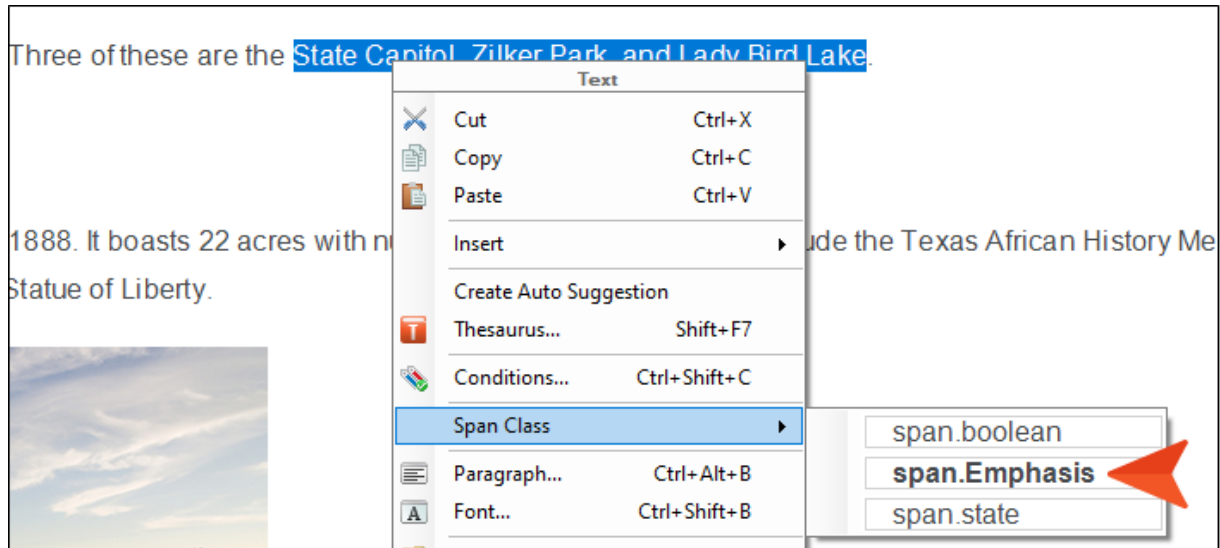 Three of these are the State Capitol, Zilker Park, and Lady Bird Lake.
Text
Cut Ctrl+X
Copy Ctrl+C
Paste Ctrl+V
1888. It boasts 22 acres with
Insert
the Texas African History Me
Statue of Liberty.
Create Auto Suggestion
T Thesaurus... Shift+F7
Conditions... Ctrl+Shift+C
Span Class
span.boolean
Paragraph... Ctrl+Alt+B
span.Emphasis
A Font... Ctrl+Shift+B
span.state